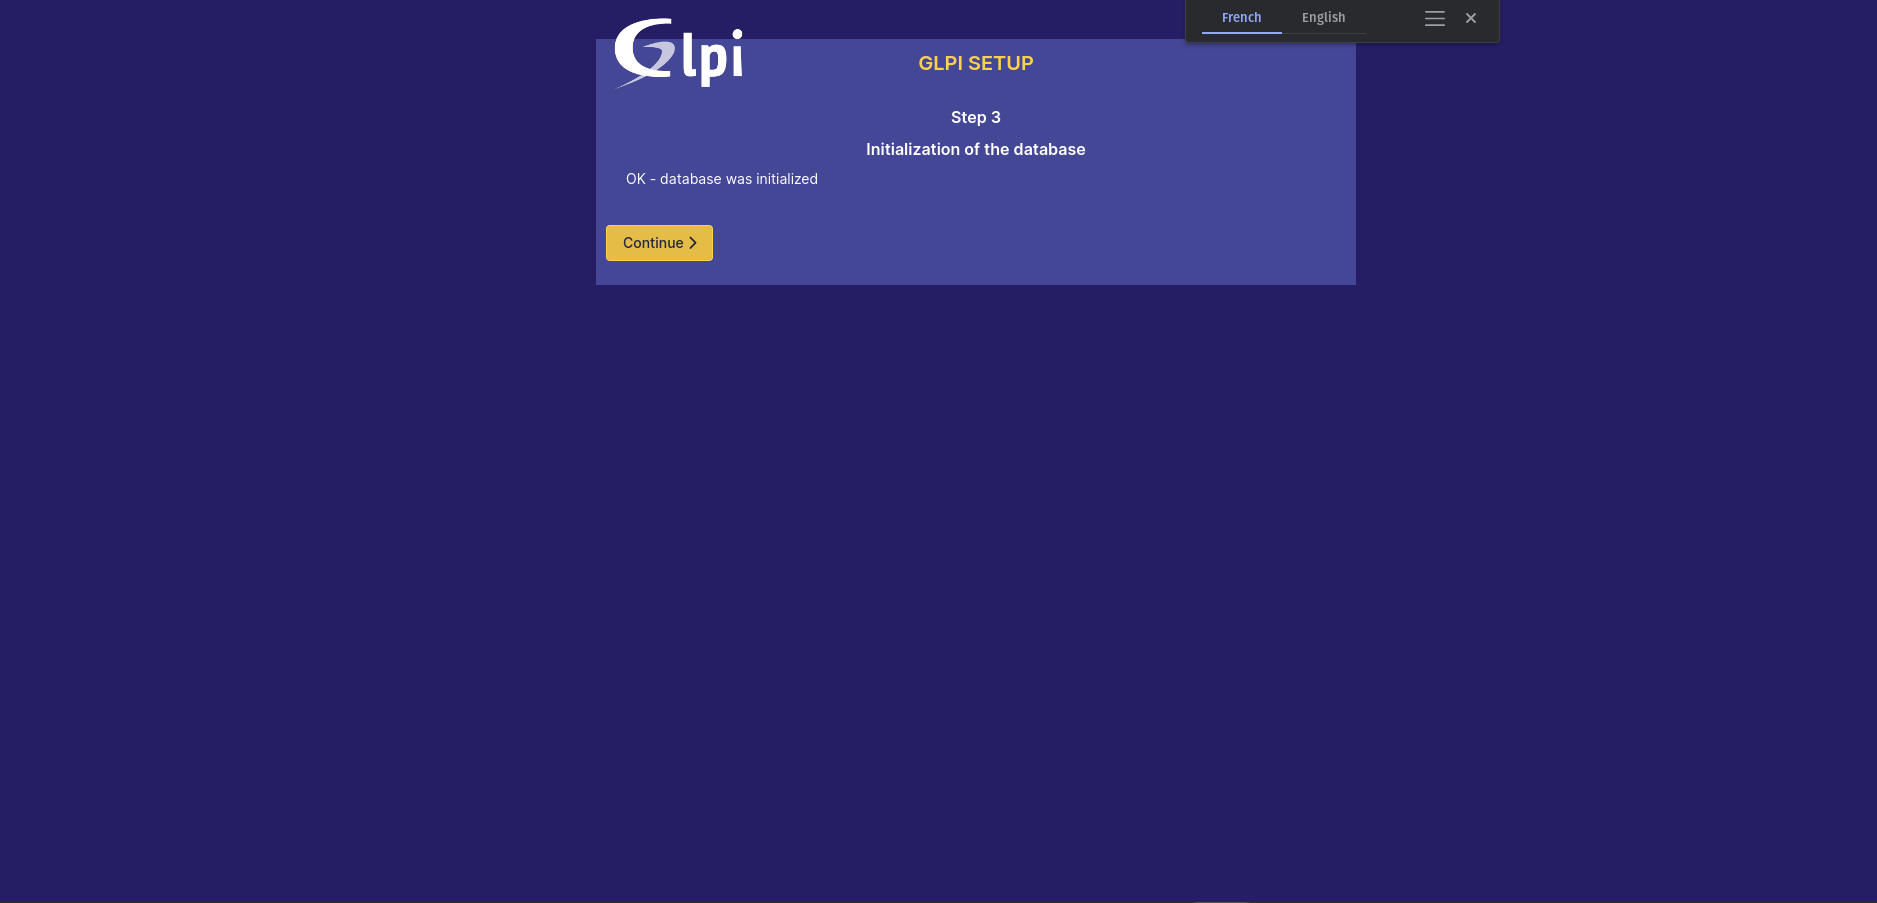 French English
Glpi
GLPI SETUP
Step 3
Initialization of the database
OK - database was initialized
Continue